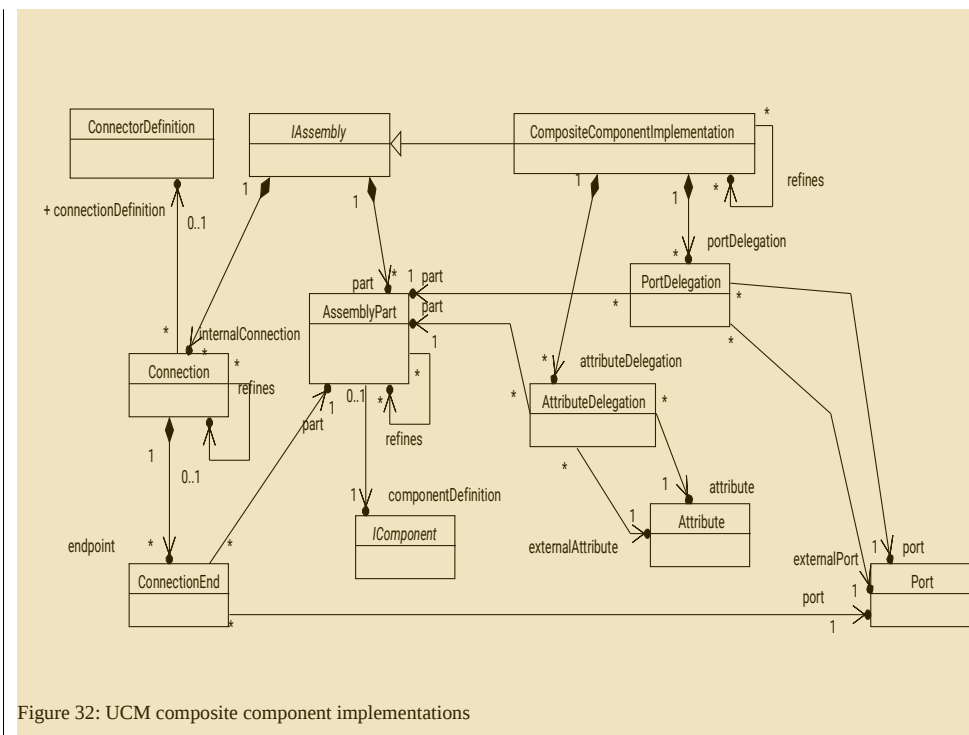 *
ConnectorDefinition
IAssembly
CompositeComponentImplementation
1
1
1
1
*
refines
+ connectionDefinition
0..1
portDelegation
*
part
*
1
part
PortDelegation
part
AssemblyPart
*
*
*
internalConnection
*
1
*
Connection
*
refines
*
0..1
*
refines
part
1
*
attributeDelegation
*
AttributeDelegation
*
*
1
0..1
1
componentDefinition
IComponent
*
1
attribute
1
Attribute
externalAttribute
endpoint
*
*
ConnectionEnd
*
externalPort
1
port
1
Port
port
1
Figure 32: UCM composite component implementations